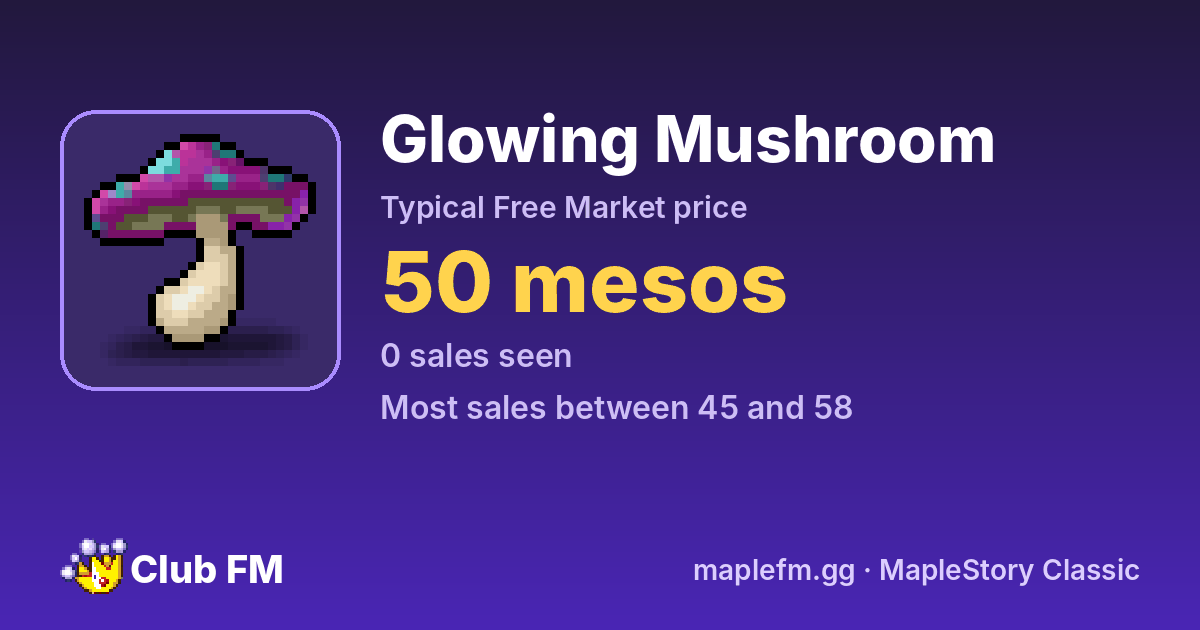 Glowing Mushroom
Typical Free Market price
50 mesos
0 sales seen
Most sales between 45 and 58
Club FM
maplefm.gg · MapleStory Classic